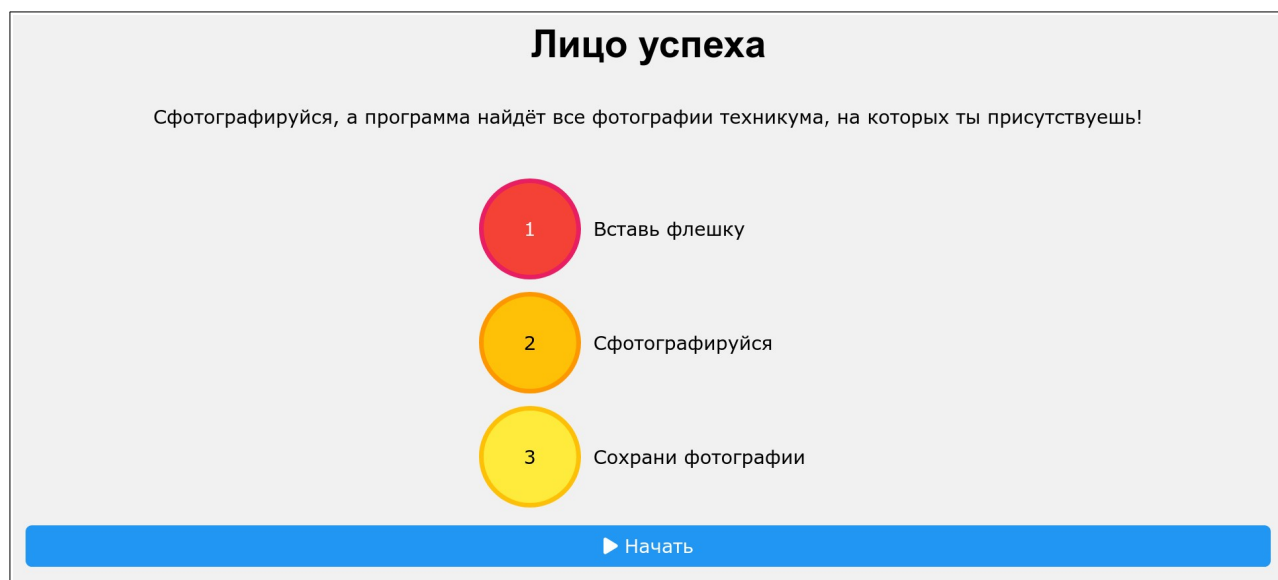 Лицо успеха
Сфотографируйся, а программа найдёт все фотографии техникума, на которых ты присутствуешь!
1 Вставь флешку
2 Сфотографируйся
3 Сохрани фотографии
Начать